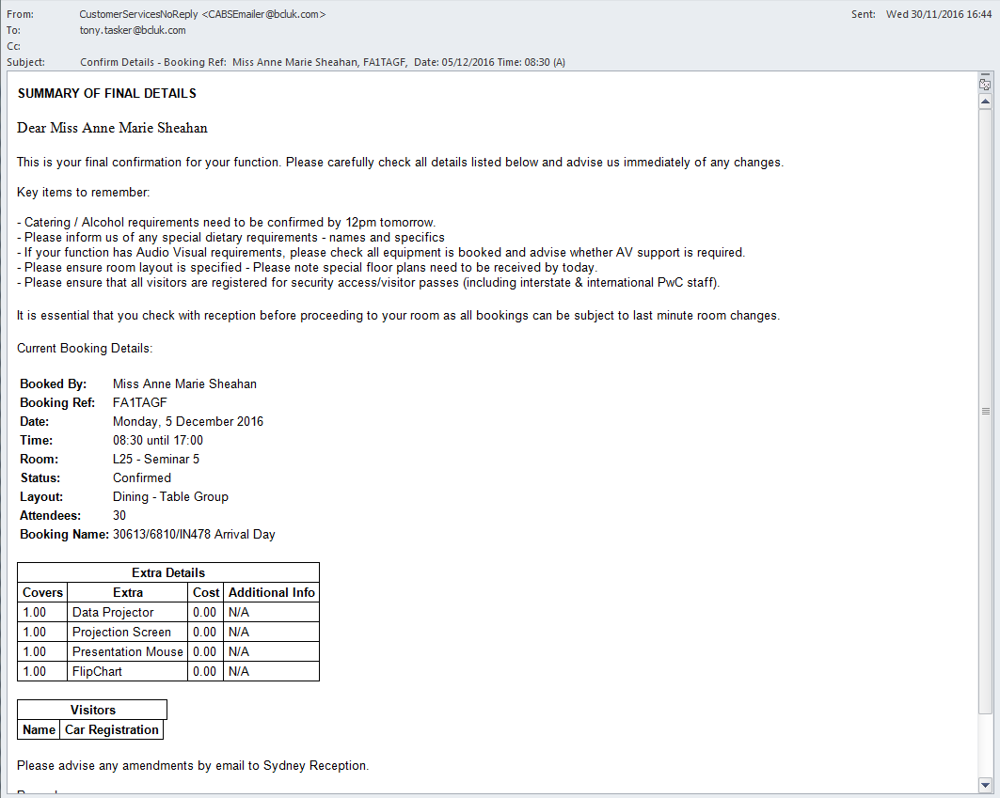 From: CustomerServicesNoReply <CABSEmailer@bcluk.com> Sent: Wed 30/11/2016 16:44
To: tony.tasker@bcluk.com
Cc:
Subject: Confirm Details - Booking Ref: Miss Anne Marie Sheahan, FA1TAGF, Date: 05/12/2016 Time: 08:30 (A)
SUMMARY OF FINAL DETAILS
Dear Miss Anne Marie Sheahan
This is your final confirmation for your function. Please carefully check all details listed below and advise us immediately of any changes.
Key items to remember:
- Catering / Alcohol requirements need to be confirmed by 12pm tomorrow.
- Please inform us of any special dietary requirements - names and specifics
- If your function has Audio Visual requirements, please check all equipment is booked and advise whether AV support is required.
- Please ensure room layout is specified - Please note special floor plans need to be received by today.
- Please ensure that all visitors are registered for security access/visitor passes (including interstate & international PwC staff).
It is essential that you check with reception before proceeding to your room as all bookings can be subject to last minute room changes.
Current Booking Details:
Booked By: Miss Anne Marie Sheahan
Booking Ref: FA1TAGF
Date: Monday, 5 December 2016
Time: 08:30 until 17:00
Room: L25 - Seminar 5
Status: Confirmed
Layout: Dining - Table Group
Attendees: 30
Booking Name: 30613/6810/IN478 Arrival Day
Extra Details
Covers Extra Cost Additional Info
1.00 Data Projector 0.00 N/A
1.00 Projection Screen 0.00 N/A
1.00 Presentation Mouse 0.00 N/A
1.00 FlipChart 0.00 N/A
Visitors
Name Car Registration
Please advise any amendments by email to Sydney Reception.